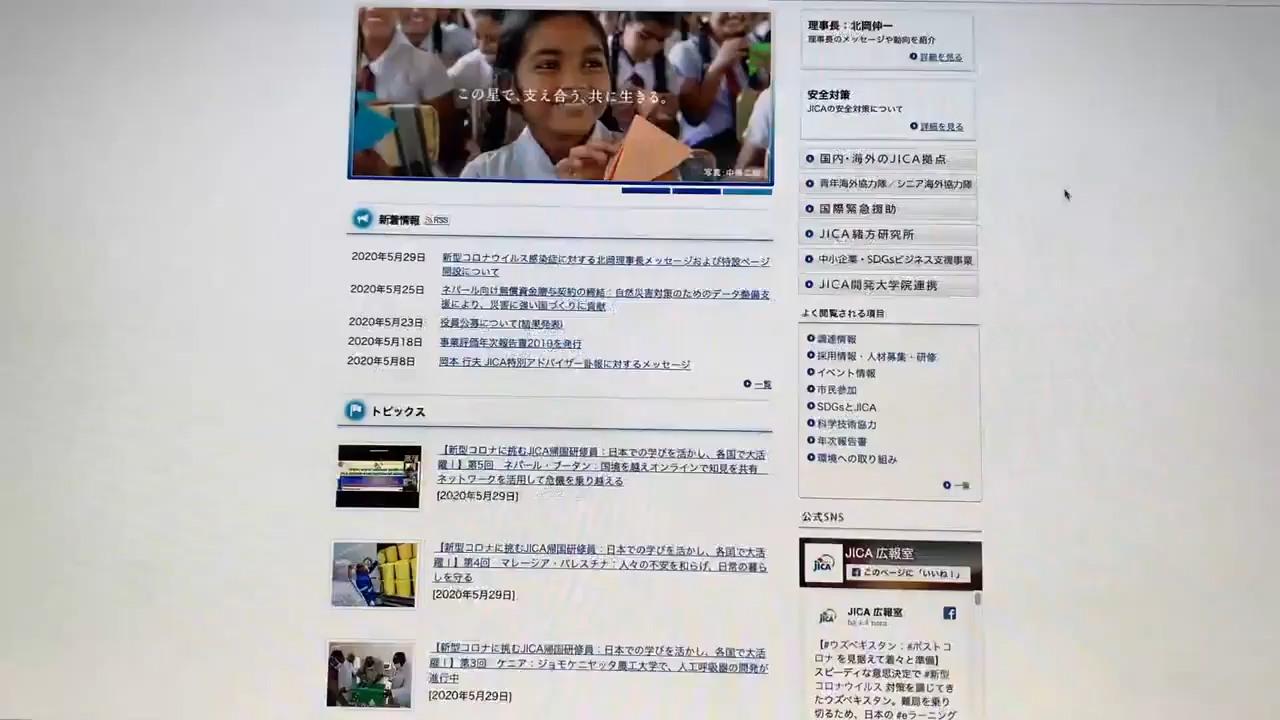 この星で、支え合う、共に生きる。
新着情報 RSS
2020年5月29日 新型コロナウイルス感染症に対する北岡理事長メッセージおよび特設ページ
開設について
2020年5月25日 ネパール向け無償資金贈与契約の締結：自然災害対策のためのデータ整備支
援により、災害に強い国づくりに貢献
2020年5月23日 役員公募について(結果発表)
2020年5月18日 事業評価年次報告書2019を発行
2020年5月8日 岡本 行夫 JICA特別アドバイザー訃報に対するメッセージ
一覧
トピックス
【新型コロナに挑むJICA帰国研修員：日本での学びを活かし、各国で大活
躍！】第5回 ネパール・ブータン：国境を越えオンラインで知見を共有
ネットワークを活用して危機を乗り越える
[2020年5月29日]
【新型コロナに挑むJICA帰国研修員：日本での学びを活かし、各国で大活
躍！】第4回 マレーシア・パレスチナ：人々の不安を和らげ、日常の暮ら
しを守る
[2020年5月29日]
【新型コロナに挑むJICA帰国研修員：日本での学びを活かし、各国で大活
躍！】第3回 ケニア：ジョモケニヤッタ農工大学で、人工呼吸器の開発が
進行中
[2020年5月29日]
理事長：北岡伸一
理事長のメッセージや動向を紹介
詳細を見る
安全対策
JICAの安全対策について
詳細を見る
国内・海外のJICA拠点
青年海外協力隊／シニア海外協力隊
国際緊急援助
JICA緒方研究所
中小企業・SDGsビジネス支援事業
JICA開発大学院連携
よく閲覧される項目
調達情報
採用情報・人材募集・研修
イベント情報
市民参加
SDGsとJICA
科学技術協力
年次報告書
環境への取り組み
一覧
公式SNS
JICA 広報室
このページに「いいね！」
JICA 広報室
【#ウズベキスタン：#ポストコ
ロナ を見据えて着々と準備】
スピーディな意思決定で #新型
コロナウイルス 対策を講じてき
たウズベキスタン。難局を乗り
切るため、日本の #eラーニング